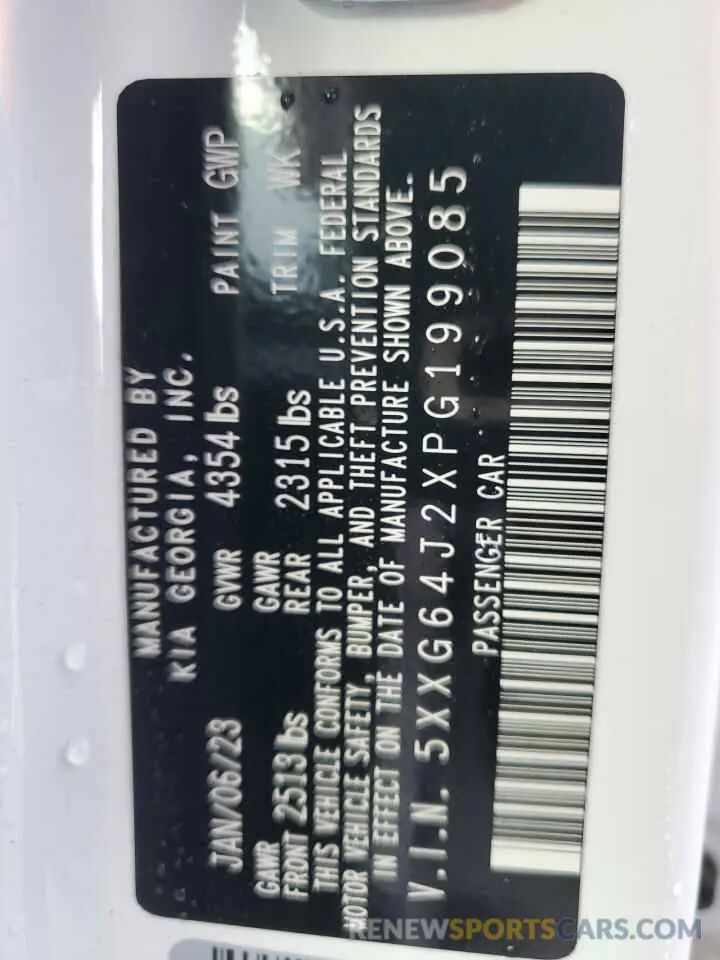 MANUFACTURED BY
KIA GEORGIA, INC.
JAN/06/23 GVWR 4354 lbs PAINT GWP
GAWR FRONT 2513 lbs GAWR REAR 2315 lbs TRIM WK
THIS VEHICLE CONFORMS TO ALL APPLICABLE U.S.A. FEDERAL
MOTOR VEHICLE SAFETY, BUMPER, AND THEFT PREVENTION STANDARDS
IN EFFECT ON THE DATE OF MANUFACTURE SHOWN ABOVE.
V.I.N. 5XXG64J2XPG199085
PASSENGER CAR
RENEWSPORTSCARS.COM